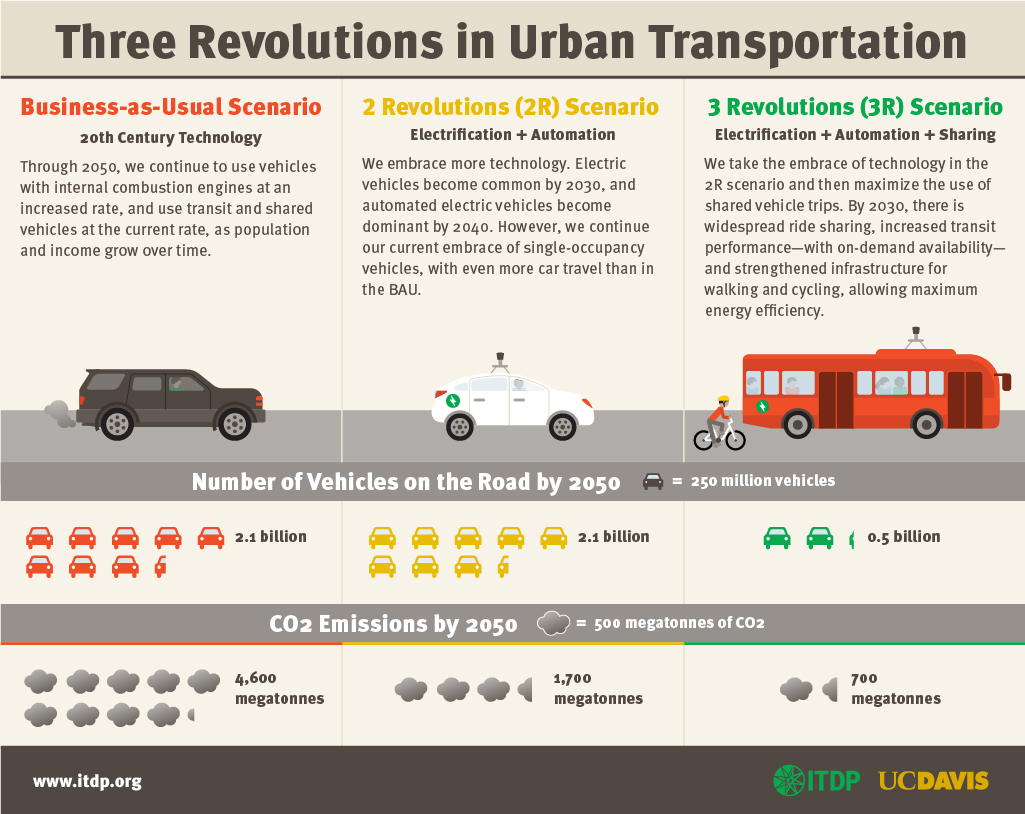 Three Revolutions in Urban Transportation
Business-as-Usual Scenario
20th Century Technology
Through 2050, we continue to use vehicles
with internal combustion engines at an
increased rate, and use transit and shared
vehicles at the current rate, as population
and income grow over time.
2 Revolutions (2R) Scenario
Electrification + Automation
We embrace more technology. Electric
vehicles become common by 2030, and
automated electric vehicles become
dominant by 2040. However, we continue
our current embrace of single-occupancy
vehicles, with even more car travel than in
the BAU.
3 Revolutions (3R) Scenario
Electrification + Automation + Sharing
We take the embrace of technology in the
2R scenario and then maximize the use of
shared vehicle trips. By 2030, there is
widespread ride sharing, increased transit
performance—with on-demand availability—
and strengthened infrastructure for
walking and cycling, allowing maximum
energy efficiency.
Number of Vehicles on the Road by 2050 = 250 million vehicles
2.1 billion
2.1 billion
0.5 billion
CO2 Emissions by 2050 = 500 megatonnes of CO2
4,600
megatonnes
1,700
megatonnes
700
megatonnes
www.itdp.org
ITDP
UCDAVIS